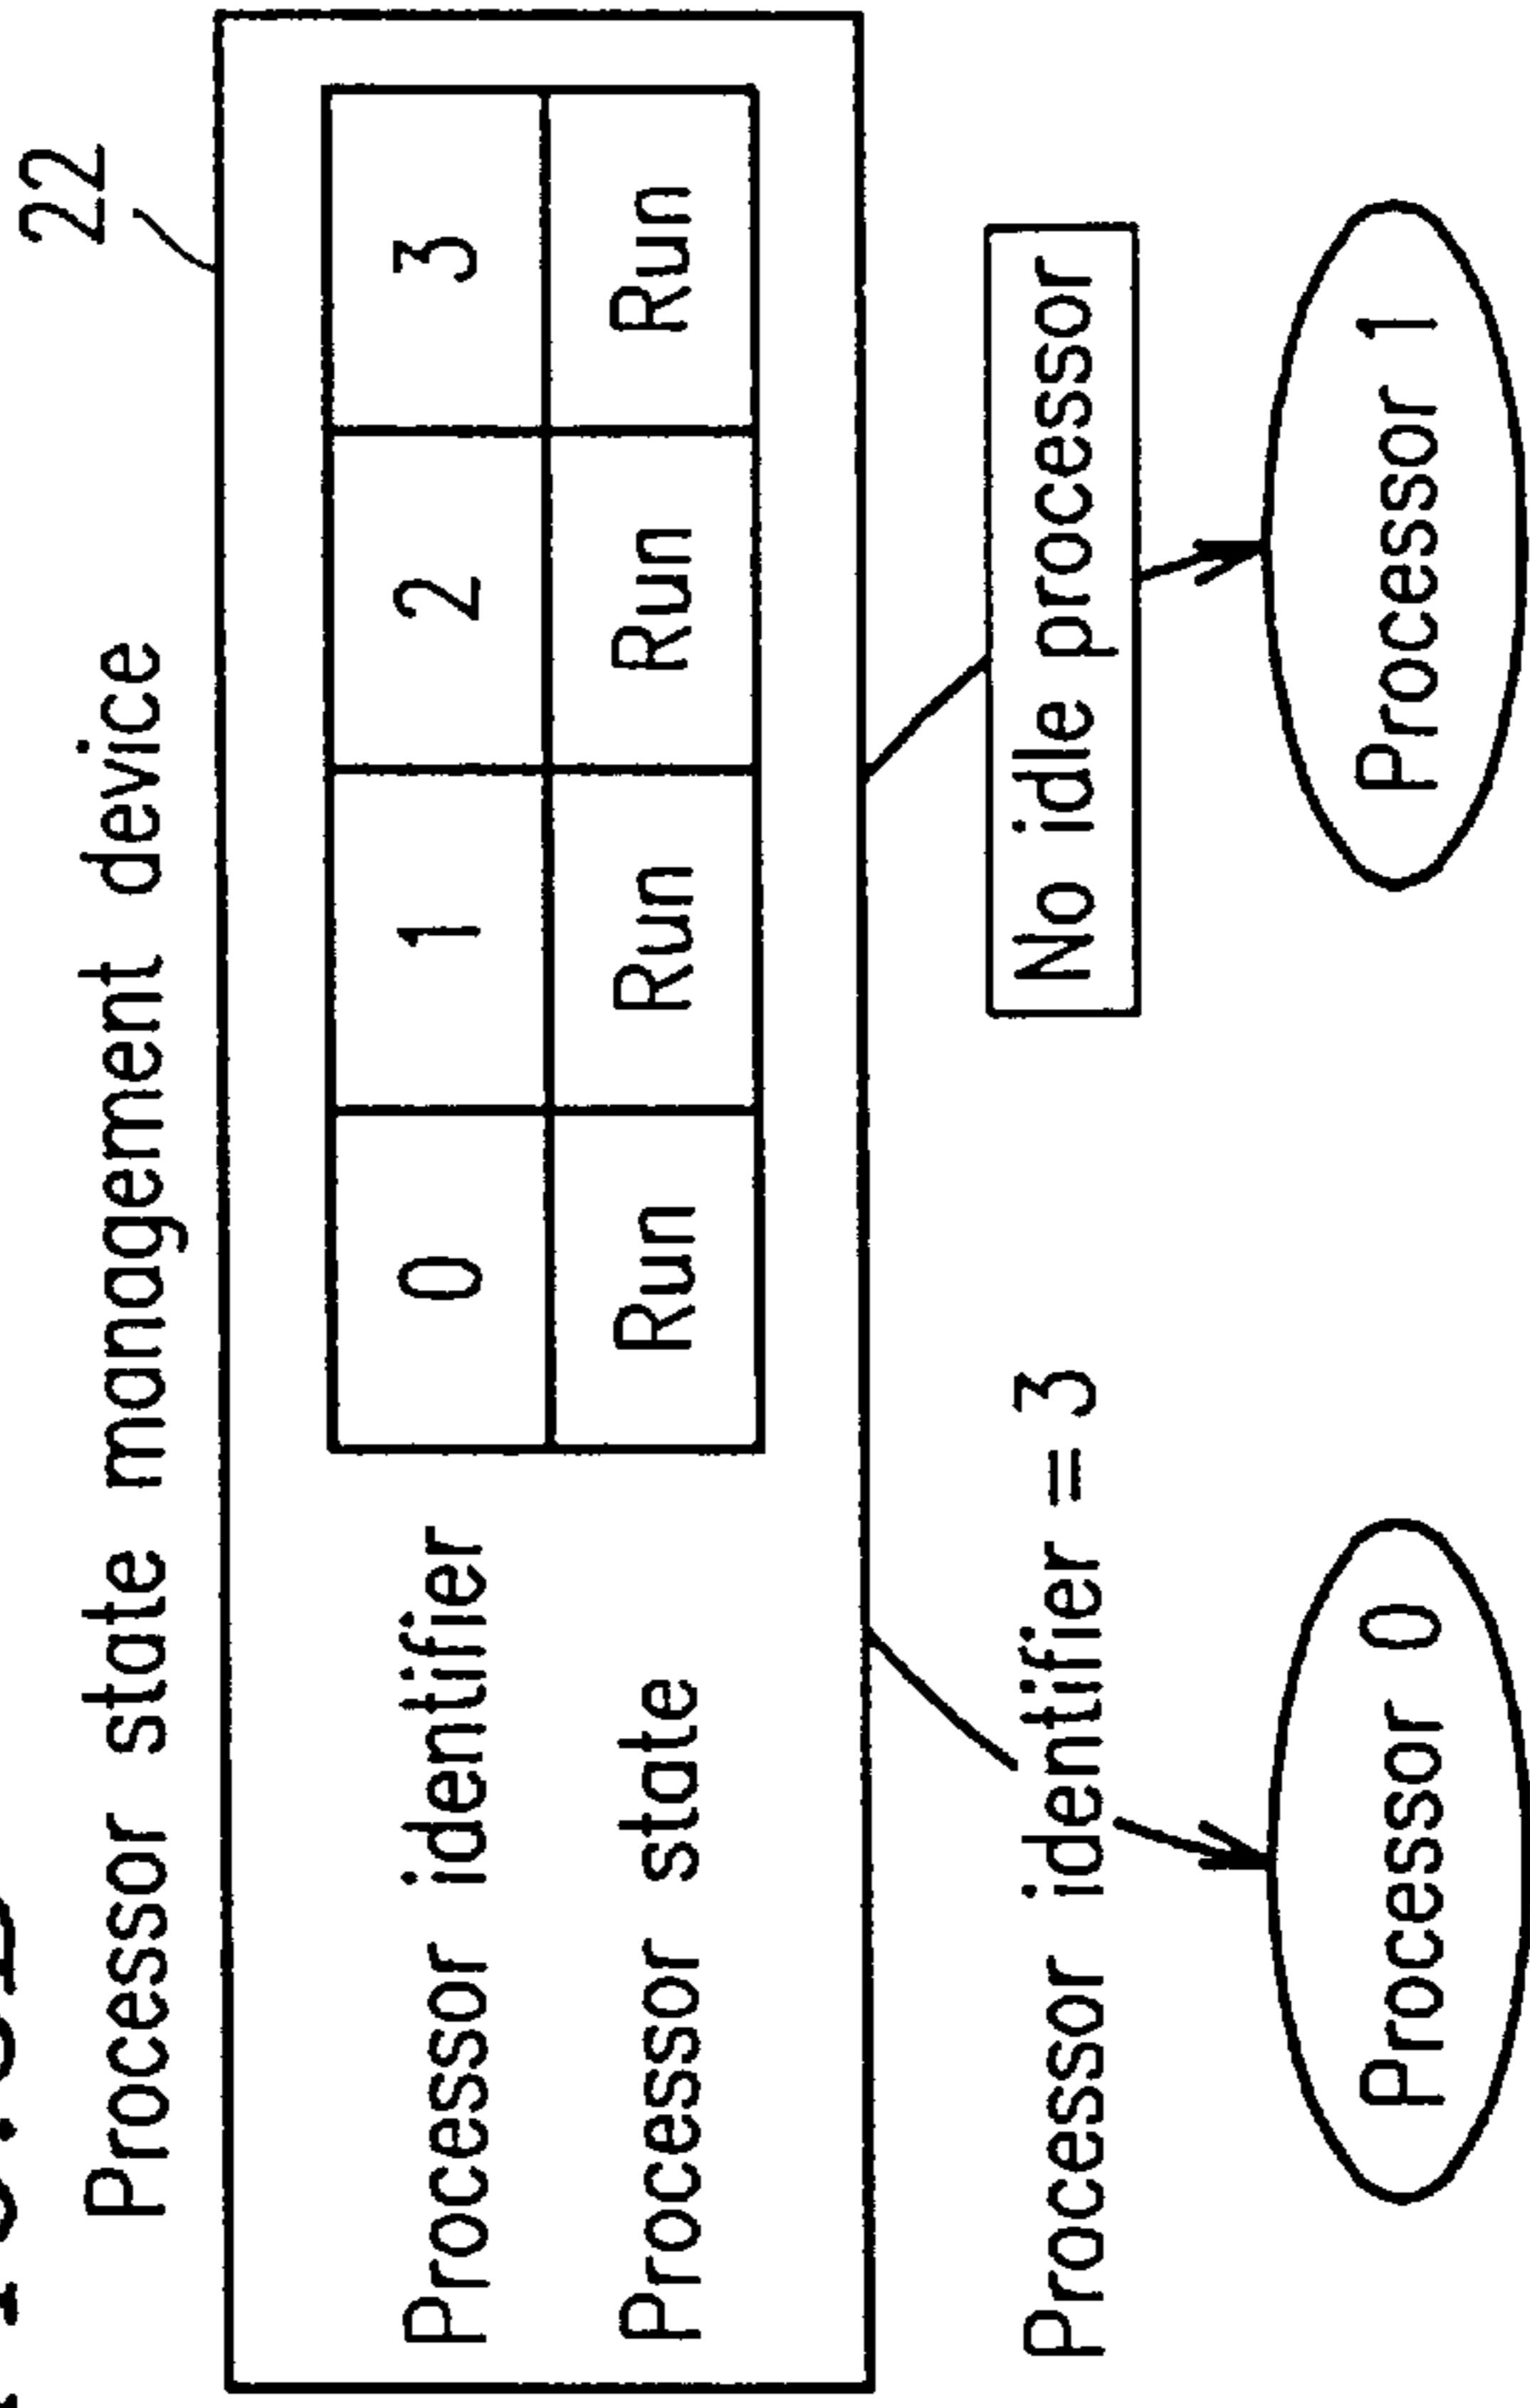 22
Processor state management device
Processor identifier 0 1 2 3
Processor state Run Run Run Run
Processor identifier = 3
No idle processor
Processor 0
Processor 1